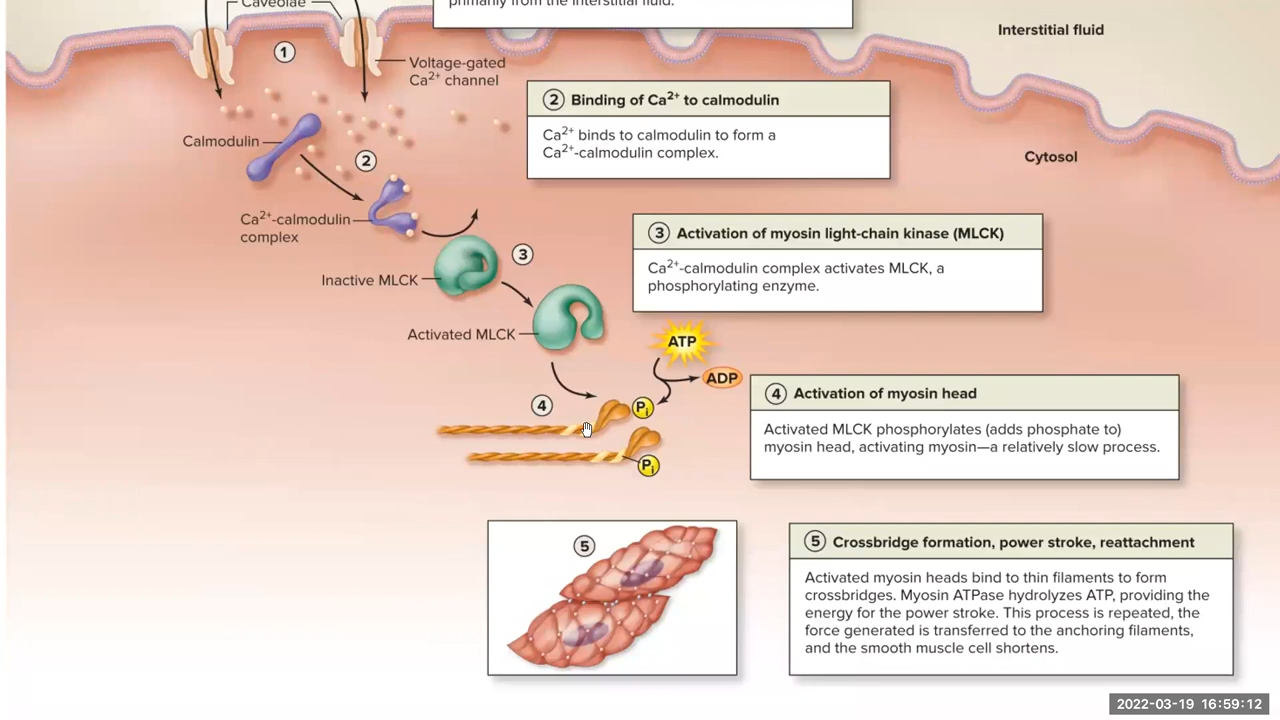 Caveolae
primarily from the interstitial fluid.
Interstitial fluid
1
Voltage-gated
Ca2+ channel
2 Binding of Ca2+ to calmodulin
Ca2+ binds to calmodulin to form a
Ca2+-calmodulin complex.
Calmodulin
2
Cytosol
Ca2+-calmodulin
complex
3 Activation of myosin light-chain kinase (MLCK)
Ca2+-calmodulin complex activates MLCK, a
phosphorylating enzyme.
3
Inactive MLCK
Activated MLCK
ATP
ADP
4
Pi
Pi
4 Activation of myosin head
Activated MLCK phosphorylates (adds phosphate to)
myosin head, activating myosin—a relatively slow process.
5
5 Crossbridge formation, power stroke, reattachment
Activated myosin heads bind to thin filaments to form
crossbridges. Myosin ATPase hydrolyzes ATP, providing the
energy for the power stroke. This process is repeated, the
force generated is transferred to the anchoring filaments,
and the smooth muscle cell shortens.
2022-03-19 16:59:12